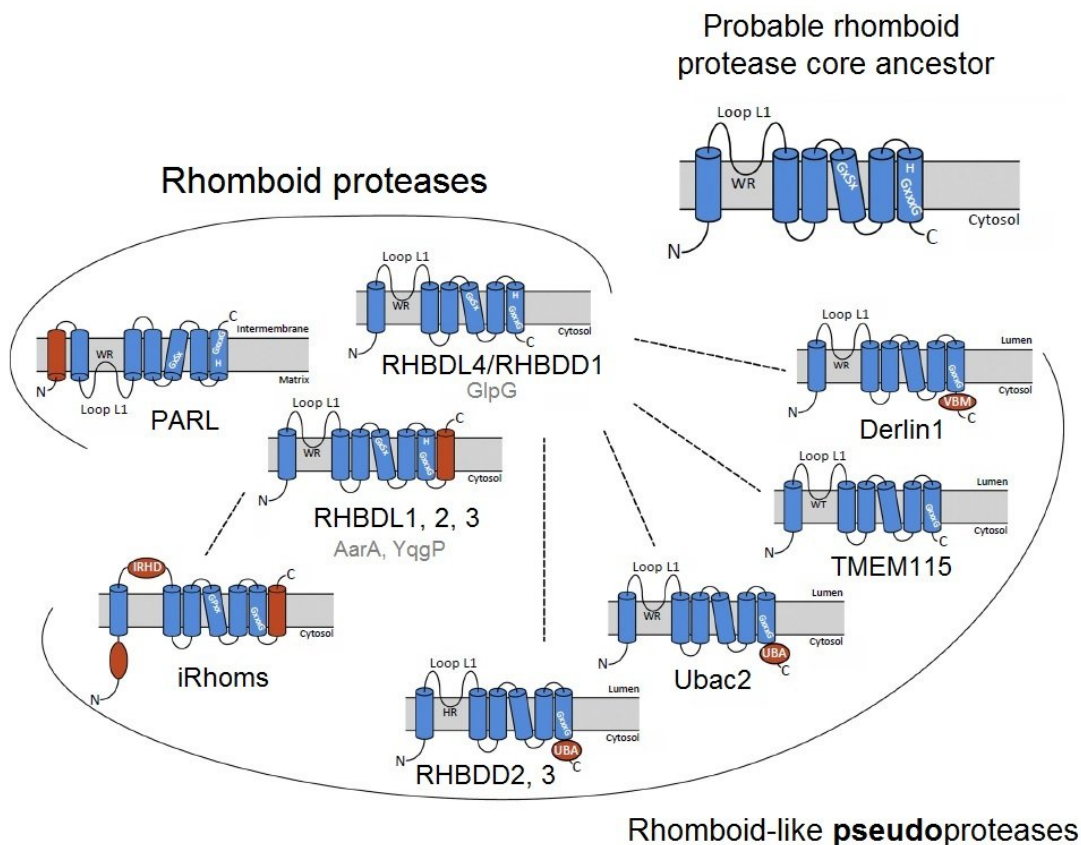 Probable rhomboid
protease core ancestor
Loop L1
WR
GxSx
H
GxxxG
Cytosol
N
C
Rhomboid proteases
Loop L1
WR
GxSx
H
GxxxG
Cytosol
RHBDL4/RHBDD1
GlpG
C
Intermembrane
WR
GxSx
GxxxG
H
Matrix
N
Loop L1
PARL
Loop L1
C
WR
GxSx
H
GxxxG
Cytosol
N
RHBDL1, 2, 3
AarA, YqgP
Loop L1
Lumen
WR
GxxxG
Cytosol
N
VBM
C
Derlin1
Loop L1
Lumen
WT
GxxxG
Cytosol
N
C
TMEM115
IRHD
C
GPxx
GxxxG
Cytosol
N
iRhoms
Loop L1
Lumen
WR
GxxxG
Cytosol
N
UBA
C
Ubac2
Loop L1
Lumen
HR
GxxxG
Cytosol
N
UBA
C
RHBDD2, 3
Rhomboid-like pseudoproteases